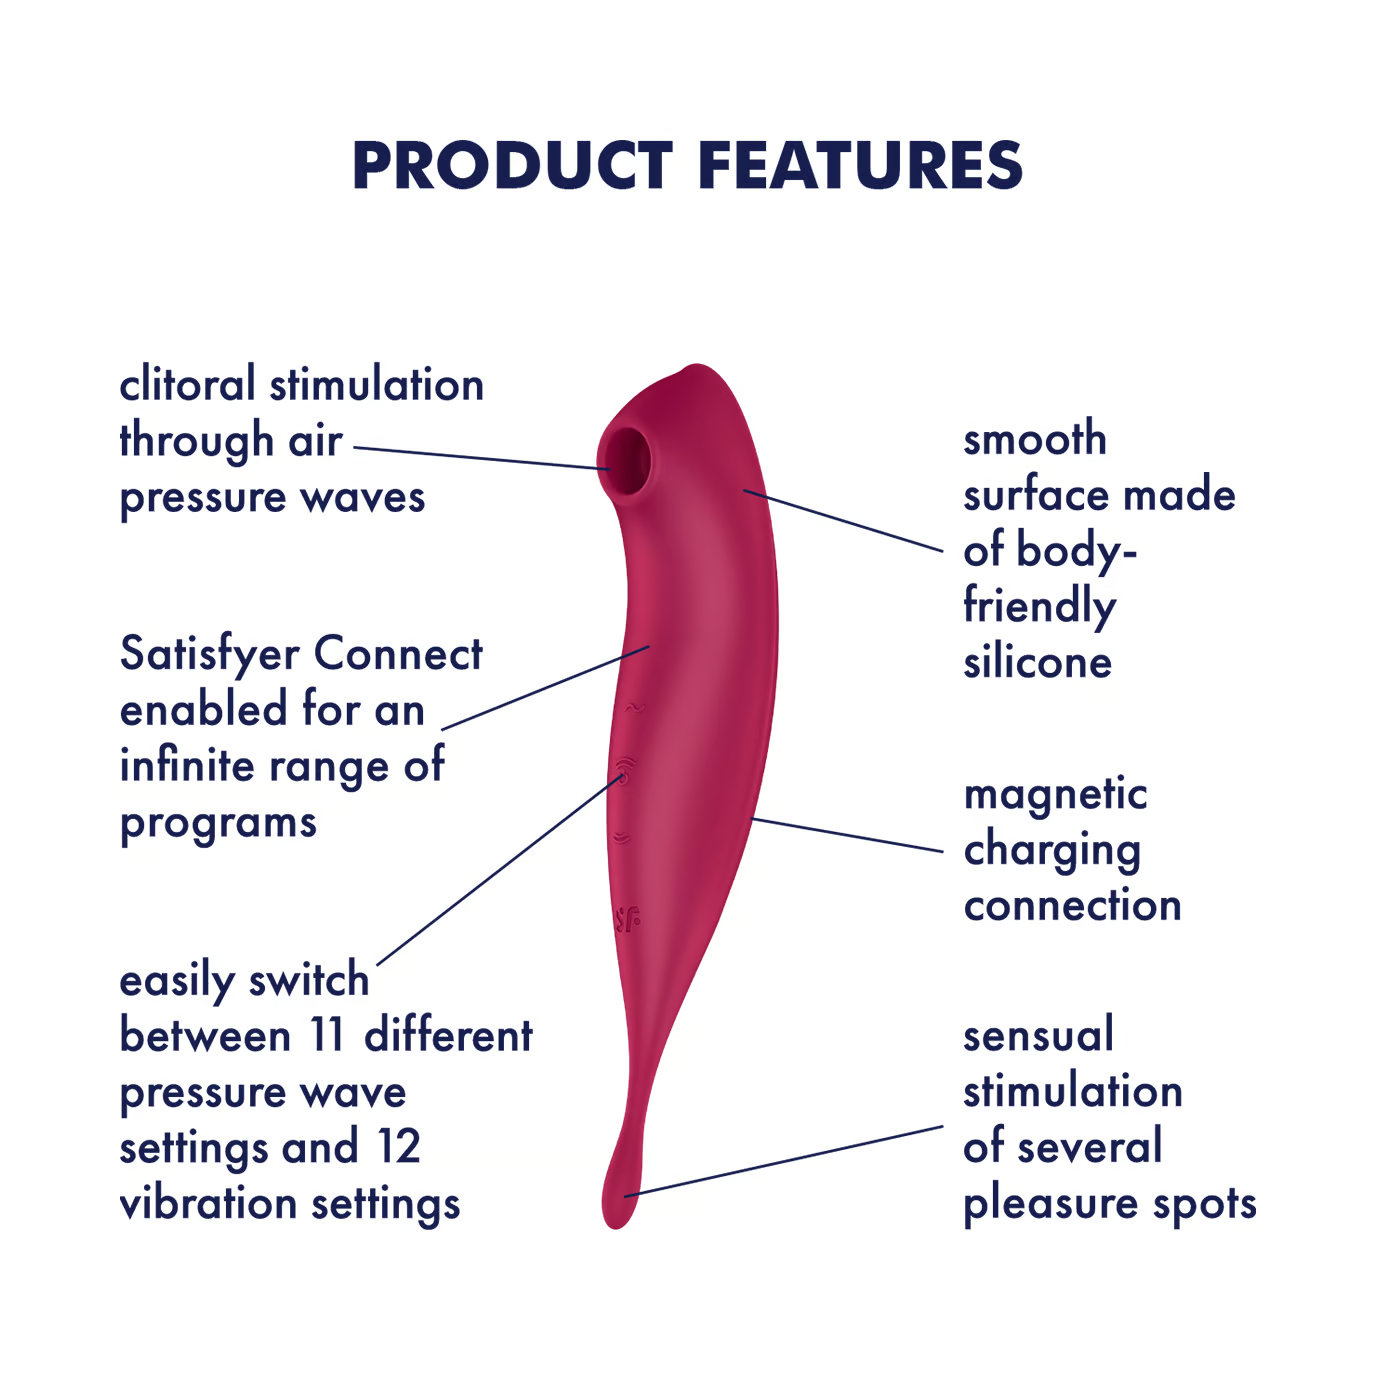 PRODUCT FEATURES
clitoral stimulation
through air
pressure waves
Satisfyer Connect
enabled for an
infinite range of
programs
easily switch
between 11 different
pressure wave
settings and 12
vibration settings
smooth
surface made
of body-
friendly
silicone
magnetic
charging
connection
sensual
stimulation
of several
pleasure spots
SF